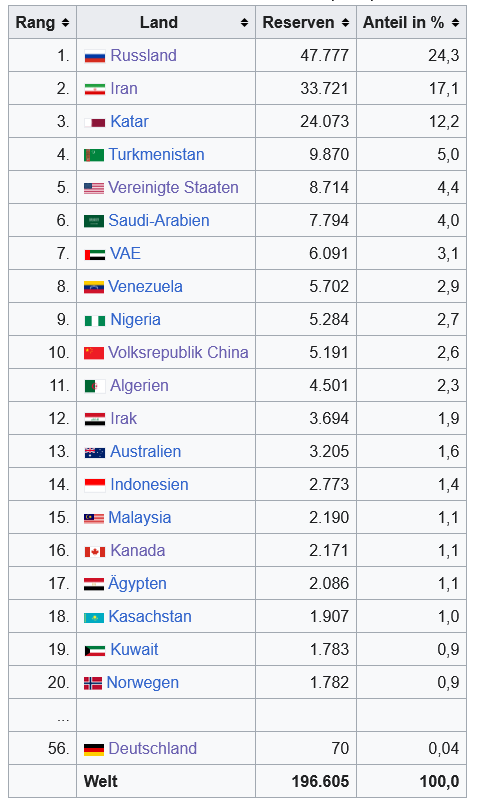 Rang Land Reserven Anteil in %
1. Russland 47.777 24,3
2. Iran 33.721 17,1
3. Katar 24.073 12,2
4. Turkmenistan 9.870 5,0
5. Vereinigte Staaten 8.714 4,4
6. Saudi-Arabien 7.794 4,0
7. VAE 6.091 3,1
8. Venezuela 5.702 2,9
9. Nigeria 5.284 2,7
10. Volksrepublik China 5.191 2,6
11. Algerien 4.501 2,3
12. Irak 3.694 1,9
13. Australien 3.205 1,6
14. Indonesien 2.773 1,4
15. Malaysia 2.190 1,1
16. Kanada 2.171 1,1
17. Ägypten 2.086 1,1
18. Kasachstan 1.907 1,0
19. Kuwait 1.783 0,9
20. Norwegen 1.782 0,9
...
56. Deutschland 70 0,04
Welt 196.605 100,0